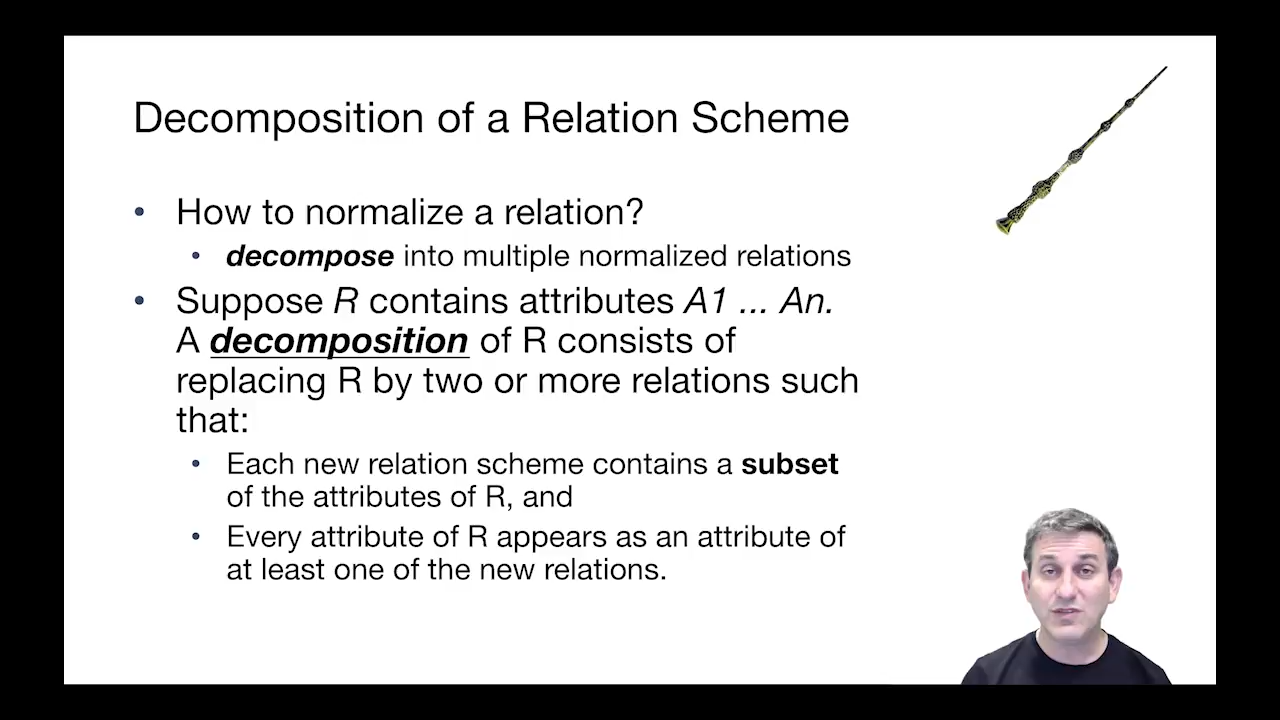 Decomposition of a Relation Scheme
• How to normalize a relation?
• decompose into multiple normalized relations
• Suppose R contains attributes A1 ... An.
A decomposition of R consists of
replacing R by two or more relations such
that:
• Each new relation scheme contains a subset
of the attributes of R, and
• Every attribute of R appears as an attribute of
at least one of the new relations.